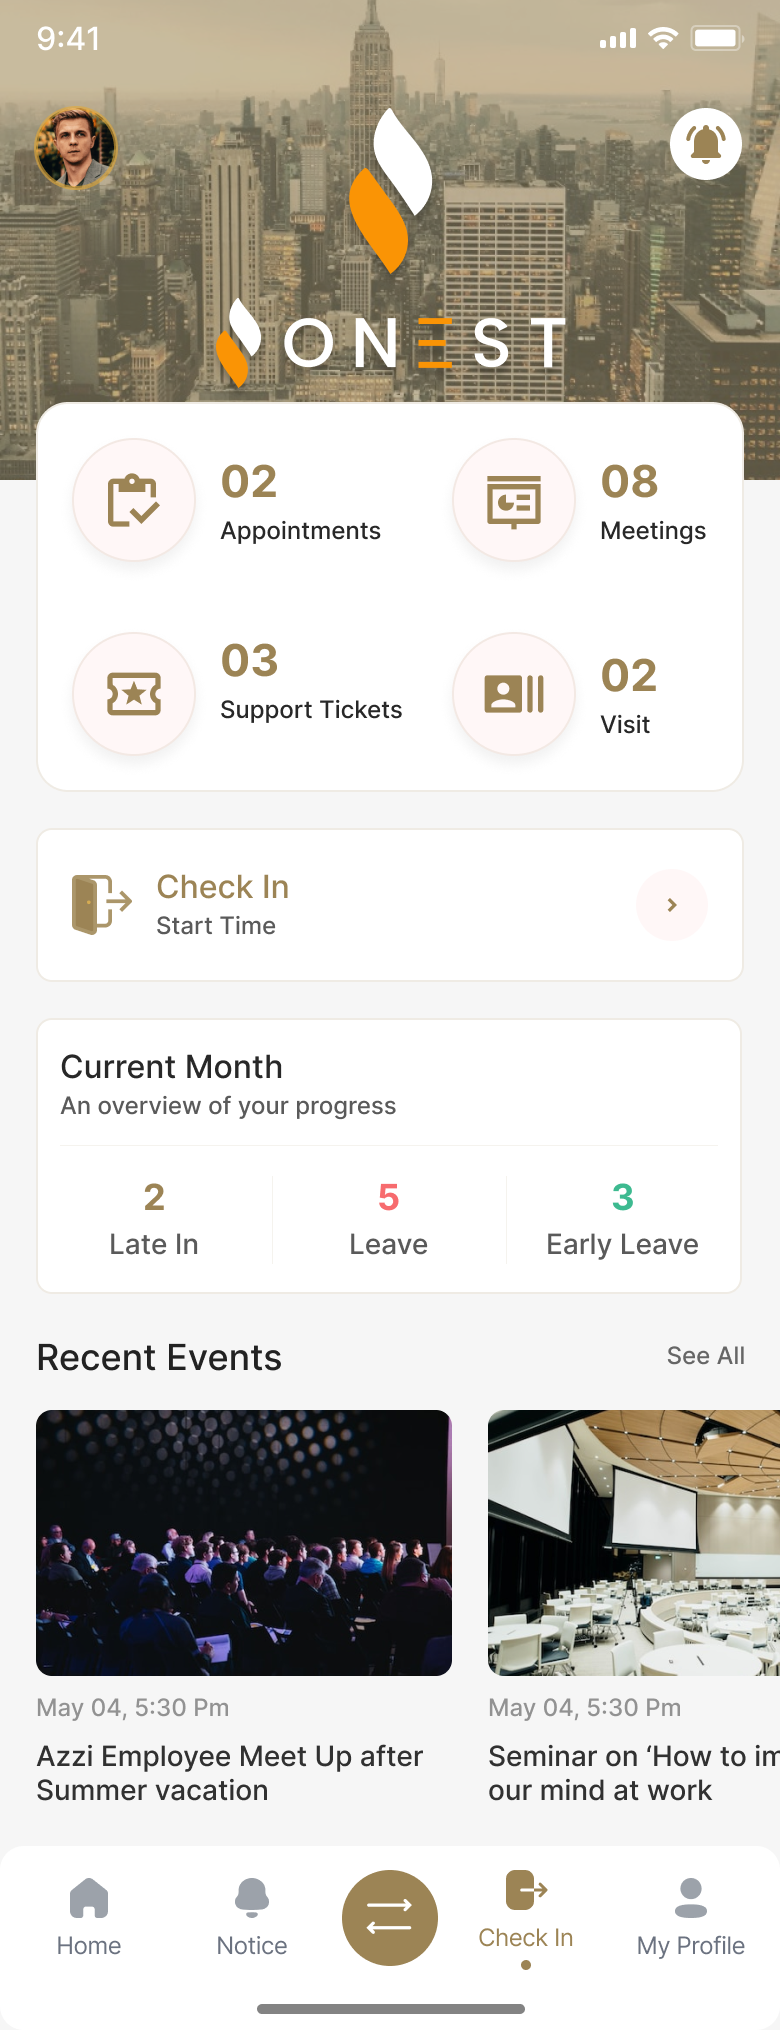 9:41
ONEST
02
Appointments
08
Meetings
03
Support Tickets
02
Visit
Check In
Start Time
Current Month
An overview of your progress
2
Late In
5
Leave
3
Early Leave
Recent Events
See All
May 04, 5:30 Pm
Azzi Employee Meet Up after
Summer vacation
May 04, 5:30 Pm
Seminar on ‘How to im
our mind at work
Home
Notice
Check In
My Profile